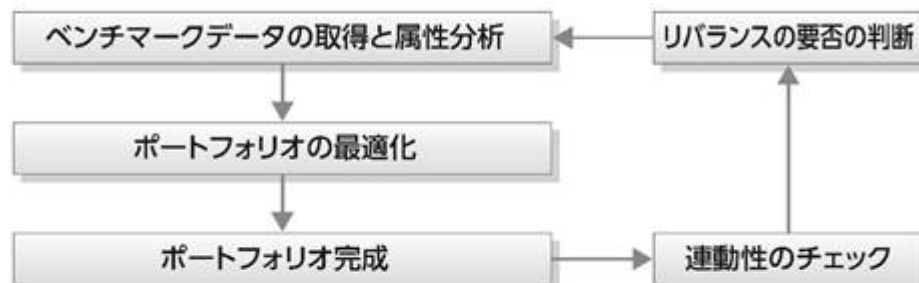 ベンチマークデータの取得と属性分析
リバランスの要否の判断
ポートフォリオの最適化
ポートフォリオ完成
連動性のチェック